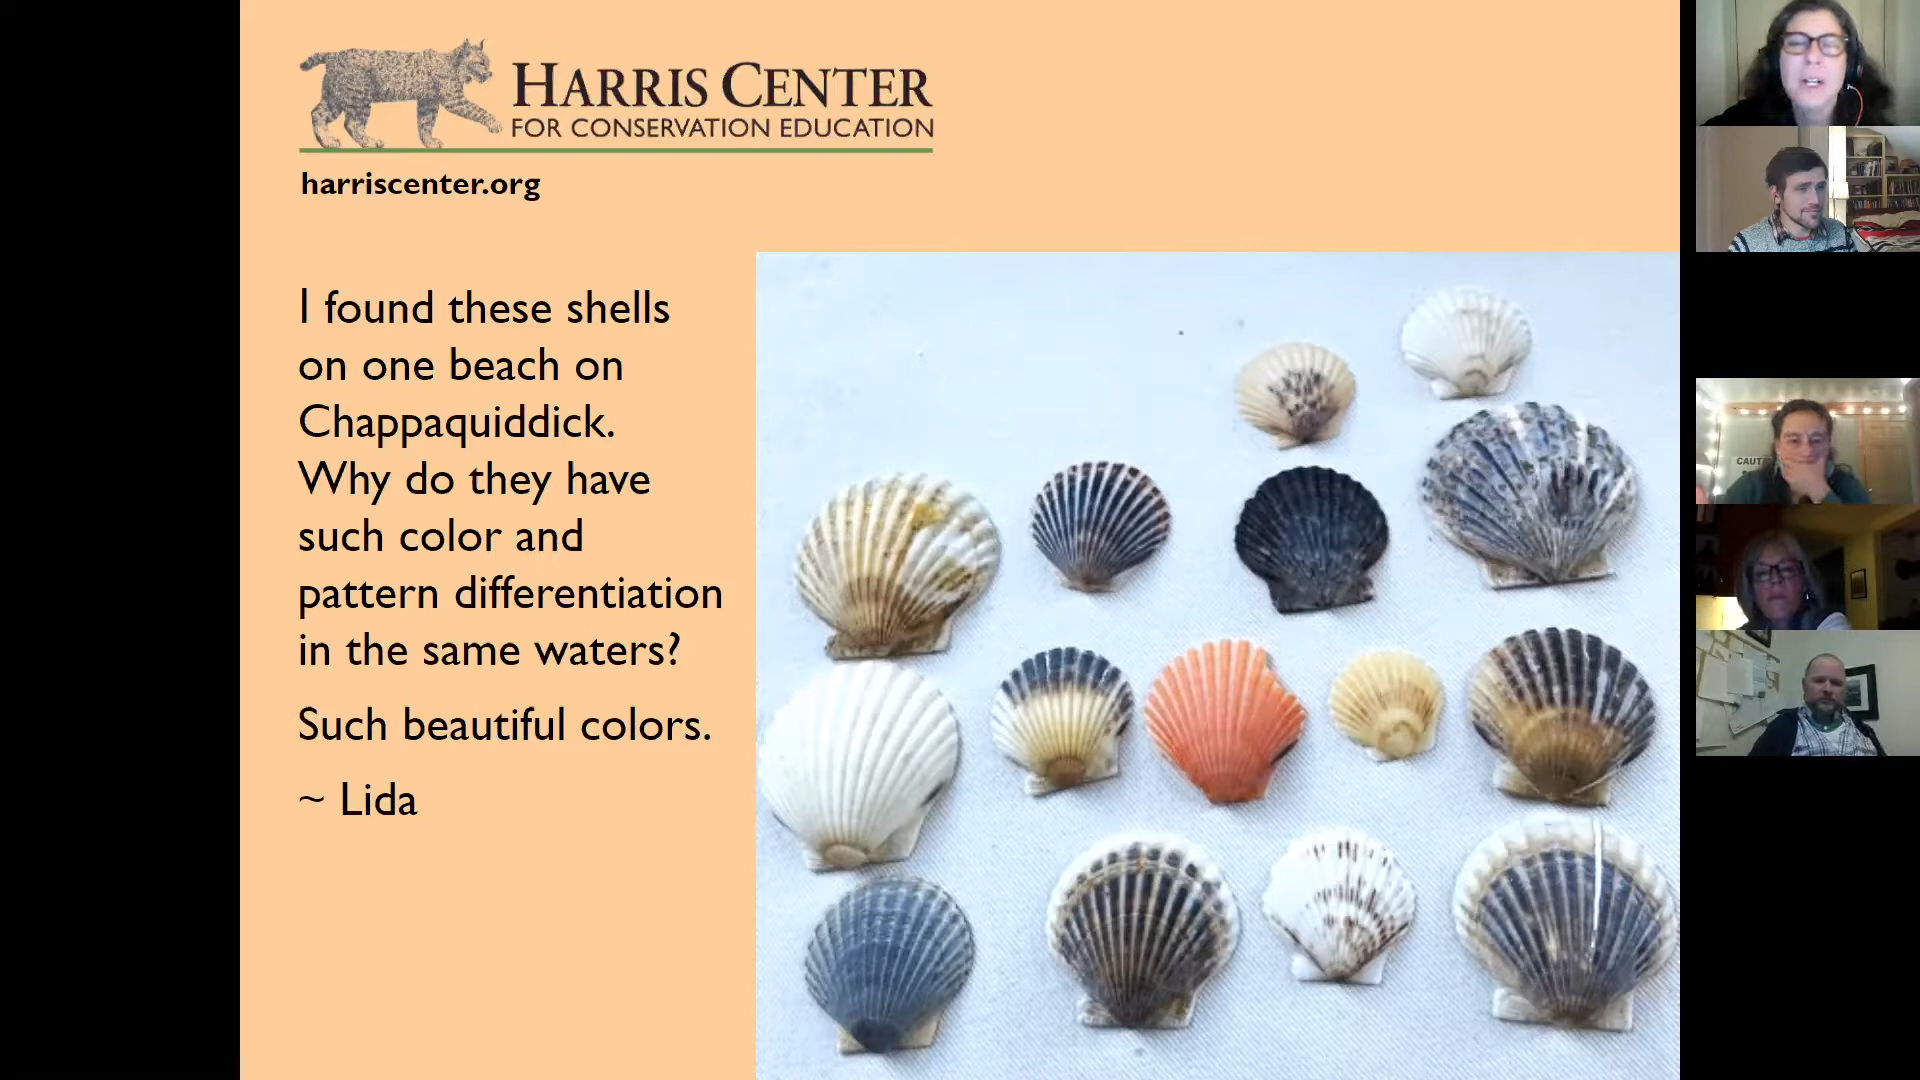 HARRIS CENTER
FOR CONSERVATION EDUCATION
harriscenter.org
I found these shells
on one beach on
Chappaquiddick.
Why do they have
such color and
pattern differentiation
in the same waters?
Such beautiful colors.
~ Lida